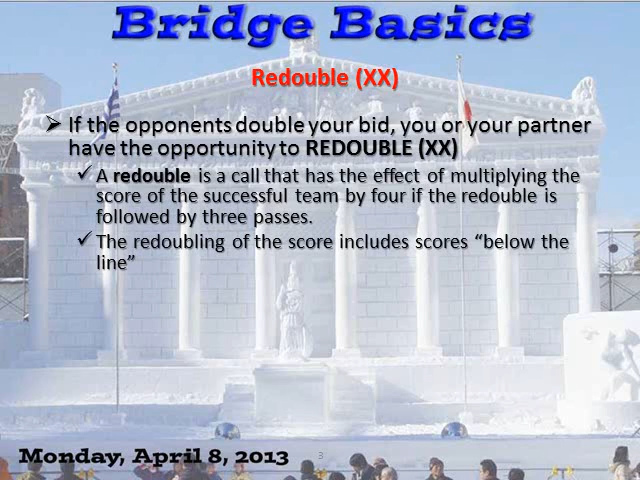 Bridge Basics
Redouble (XX)
If the opponents double your bid, you or your partner
have the opportunity to REDOUBLE (XX)
A redouble is a call that has the effect of multiplying the
score of the successful team by four if the redouble is
followed by three passes.
The redoubling of the score includes scores “below the
line”
Monday, April 8, 2013
3